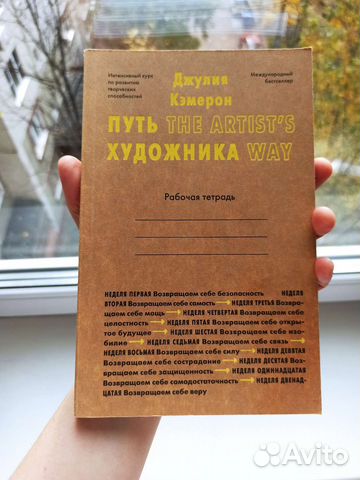 Интенсивный курс
по развитию
творческих
способностей
Международный
бестселлер
Джулия
Кэмерон
ПУТЬ THE ARTIST'S
ХУДОЖНИКА WAY
Рабочая тетрадь
НЕДЕЛЯ ПЕРВАЯ Возвращаем себе безопасность НЕДЕЛЯ
ВТОРАЯ Возвращаем себе самость → НЕДЕЛЯ ТРЕТЬЯ Возвра-
щаем себе мощь → НЕДЕЛЯ ЧЕТВЕРТАЯ Возвращаем себе
целостность → НЕДЕЛЯ ПЯТАЯ Возвращаем себе откры-
тое будущее → НЕДЕЛЯ ШЕСТАЯ Возвращаем себе изо-
билие → НЕДЕЛЯ СЕДЬМАЯ Возвращаем себе связь →
НЕДЕЛЯ ВОСЬМАЯ Возвращаем себе силу → НЕДЕЛЯ ДЕВЯТАЯ
Возвращаем себе сострадание → НЕДЕЛЯ ДЕСЯТАЯ Воз-
вращаем себе защищенность → НЕДЕЛЯ ОДИННАДЦАТАЯ
Возвращаем себе самодостаточность → НЕДЕЛЯ ДВЕНАД-
ЦАТАЯ Возвращаем себе веру
Avito